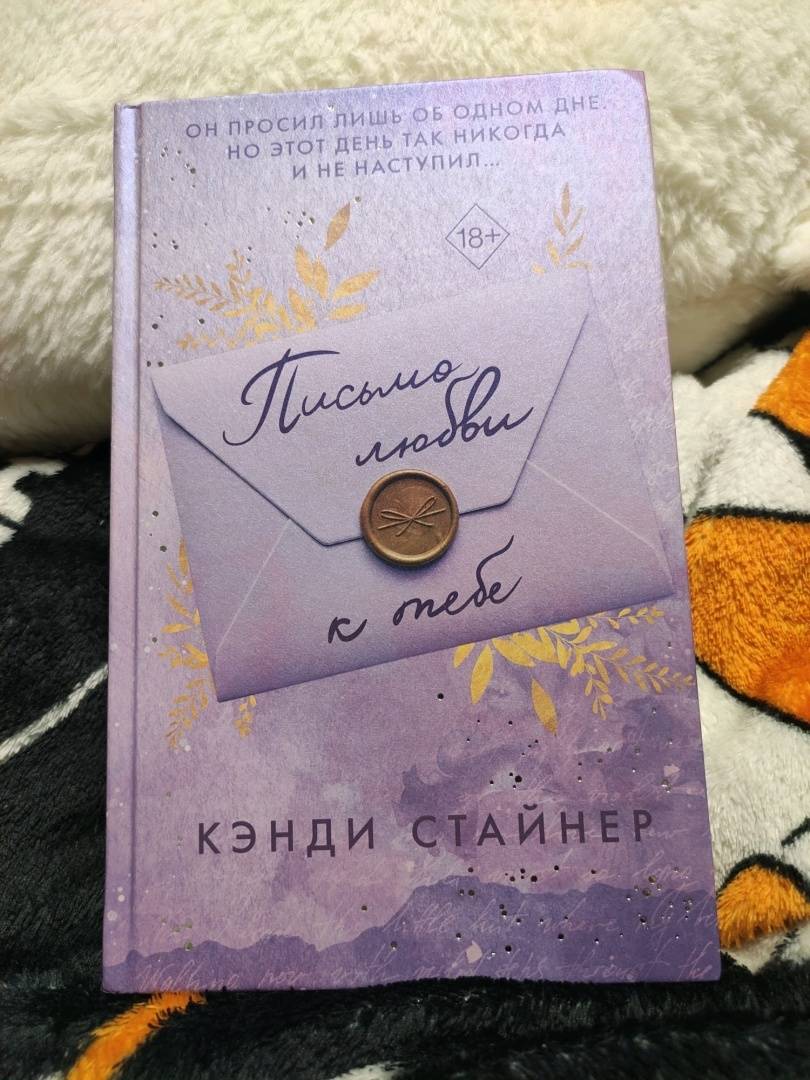 ОН ПРОСИЛ ЛИШЬ ОБ ОДНОМ ДНЕ.
НО ЭТОТ ДЕНЬ ТАК НИКОГДА
И НЕ НАСТУПИЛ...
18+
Письмо
любви
к тебе
КЭНДИ СТАЙНЕР